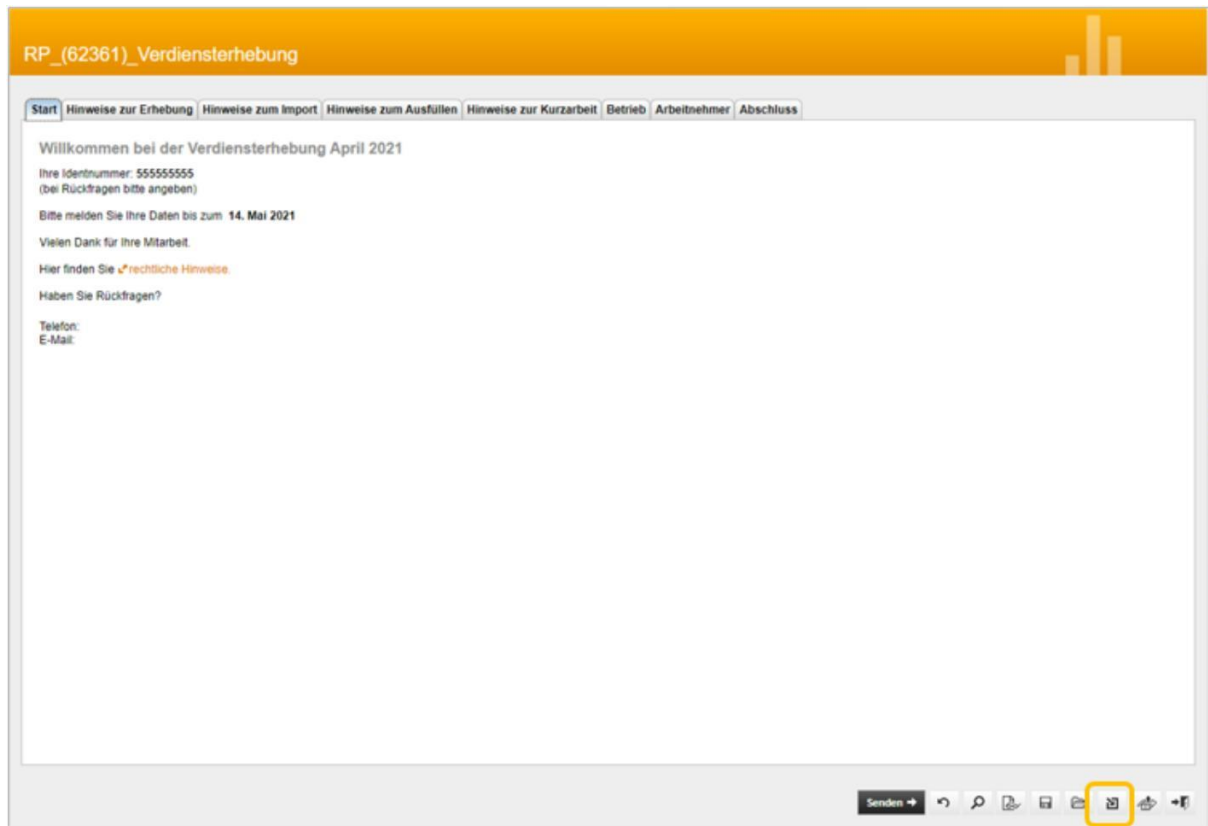 RP_(62361)_Verdiensterhebung
Start Hinweise zur Erhebung Hinweise zum Import Hinweise zum Ausfüllen Hinweise zur Kurzarbeit Betrieb Arbeitnehmer Abschluss
Willkommen bei der Verdiensterhebung April 2021
Ihre Identnummer: 555555555
(bei Rückfragen bitte angeben)
Bitte melden Sie Ihre Daten bis zum 14. Mai 2021
Vielen Dank für Ihre Mitarbeit.
Hier finden Sie rechtliche Hinweise.
Haben Sie Rückfragen?
Telefon:
E-Mail:
Senden